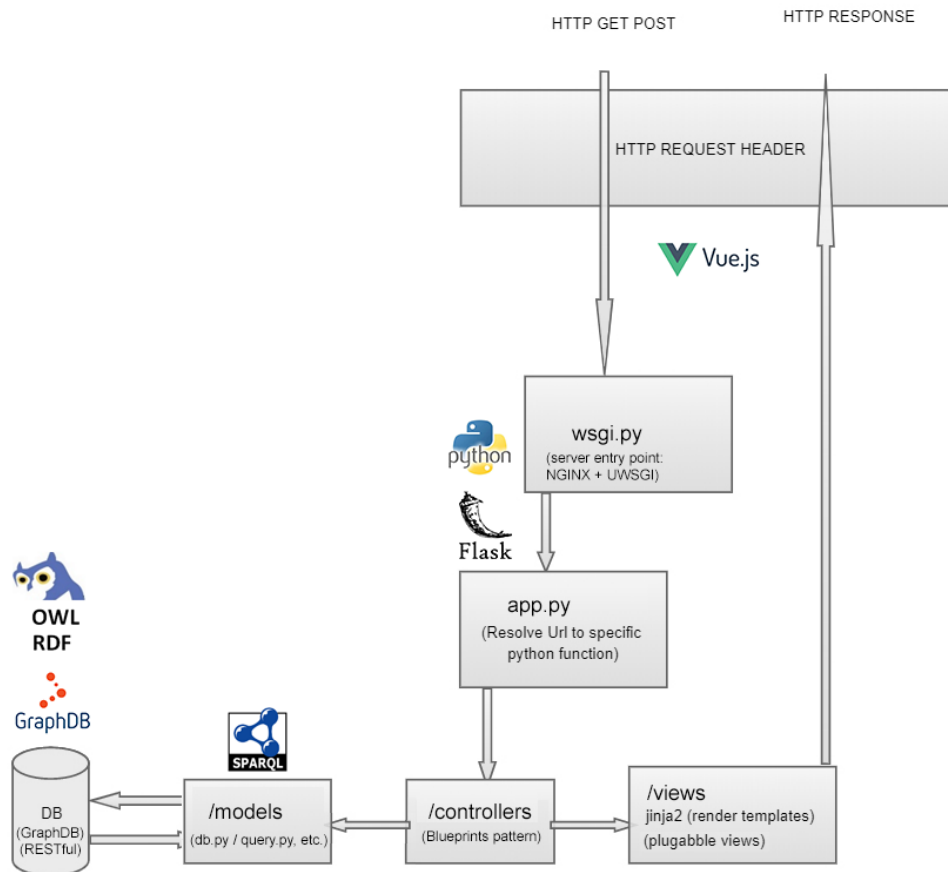 HTTP GET POST
HTTP RESPONSE
HTTP REQUEST HEADER
Vue.js
wsgi.py
(server entry point:
NGINX + UWSGI)
python
Flask
app.py
(Resolve Url to specific
python function)
OWL
RDF
GraphDB
SPARQL
DB
(GraphDB)
(RESTful)
/models
(db.py / query.py, etc.)
/controllers
(Blueprints pattern)
/views
jinja2 (render templates)
(plugabble views)